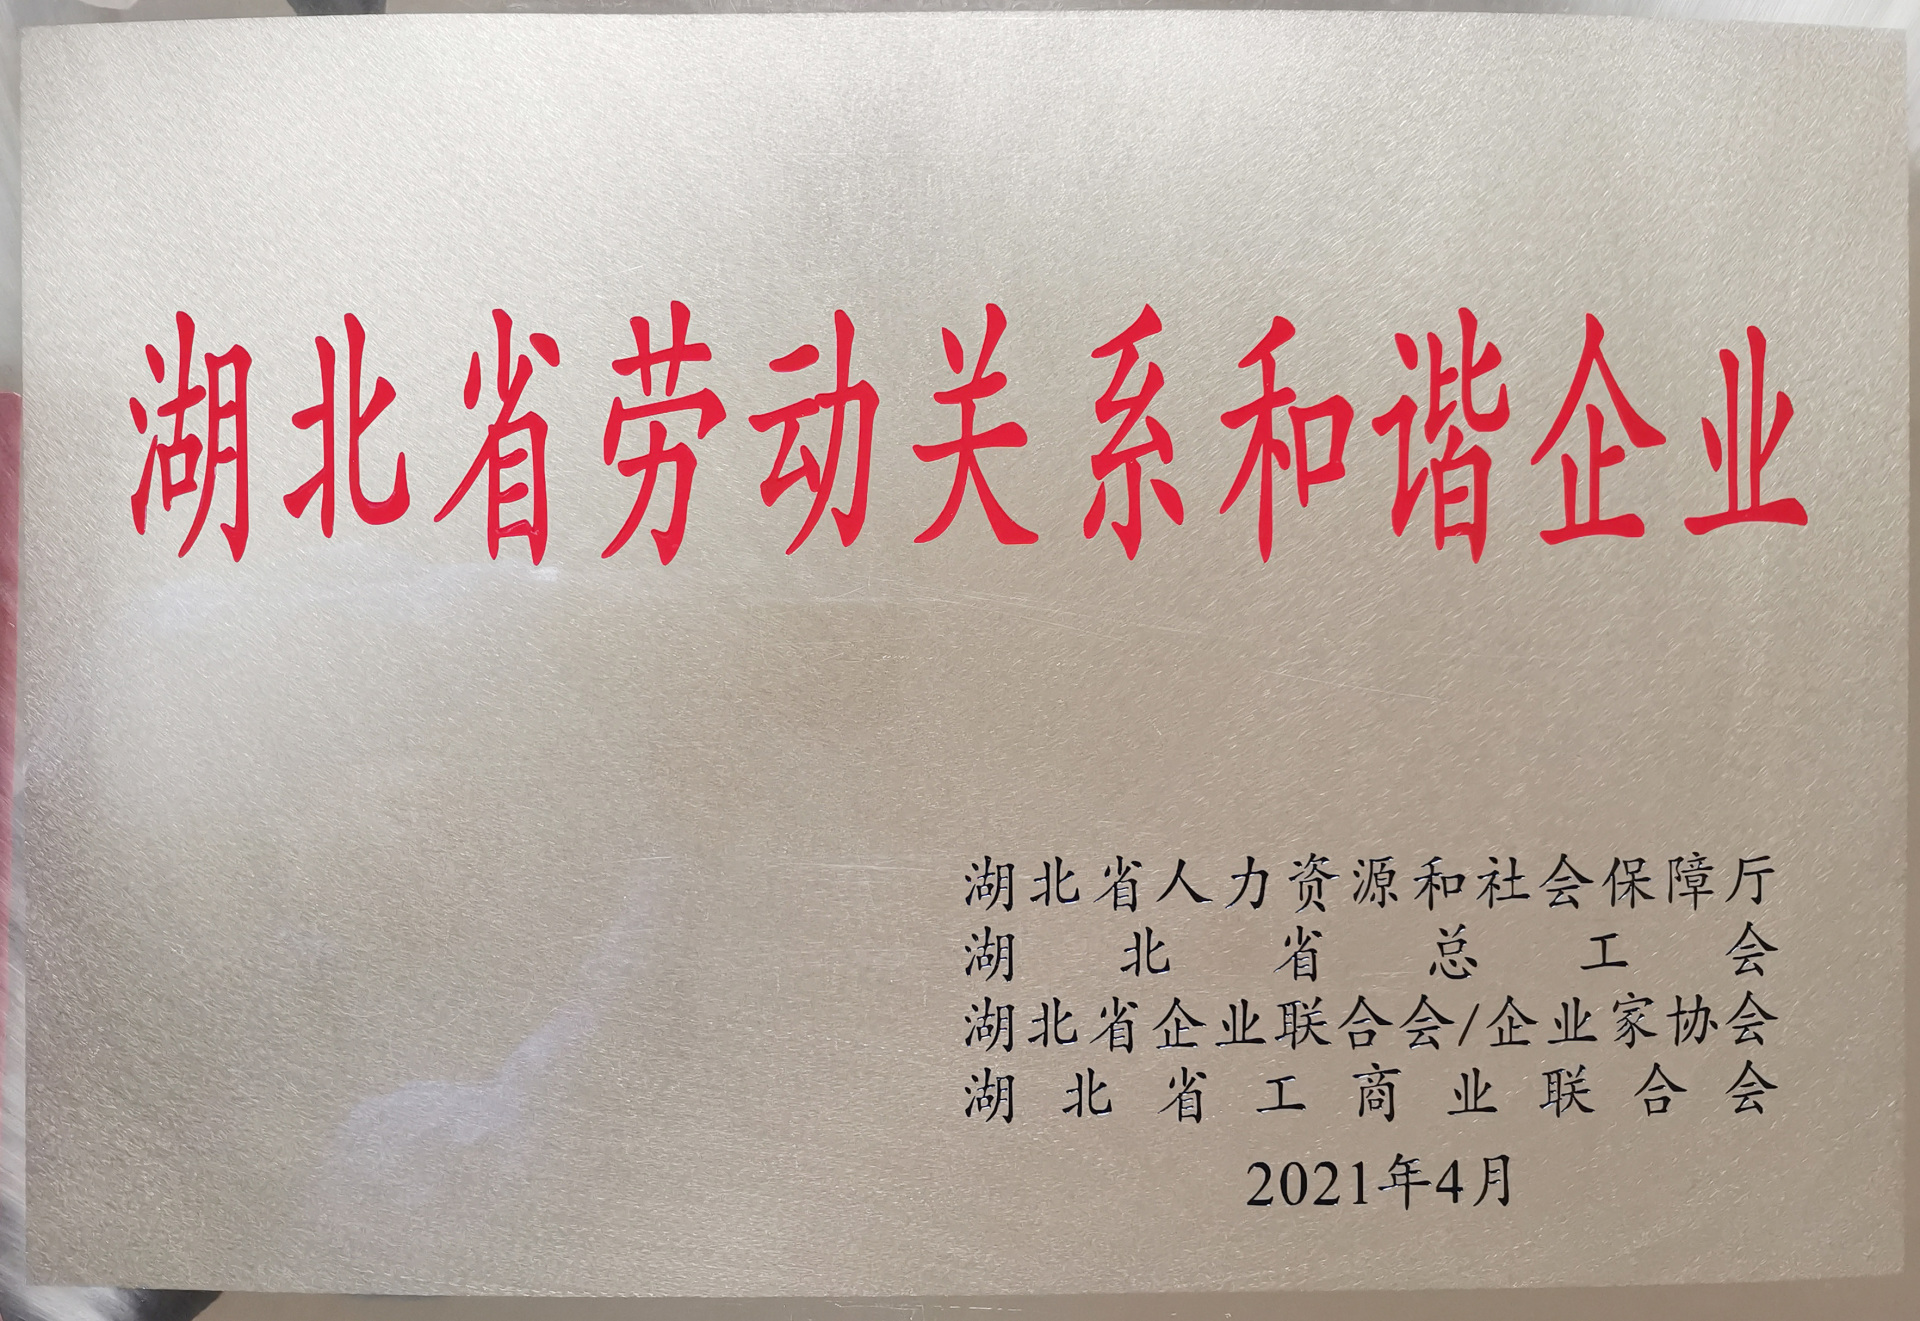 湖北省劳动关系和谐企业
湖北省人力资源和社会保障厅
湖北省总工会
湖北省企业联合会/企业家协会
湖北省工商业联合会
2021年4月